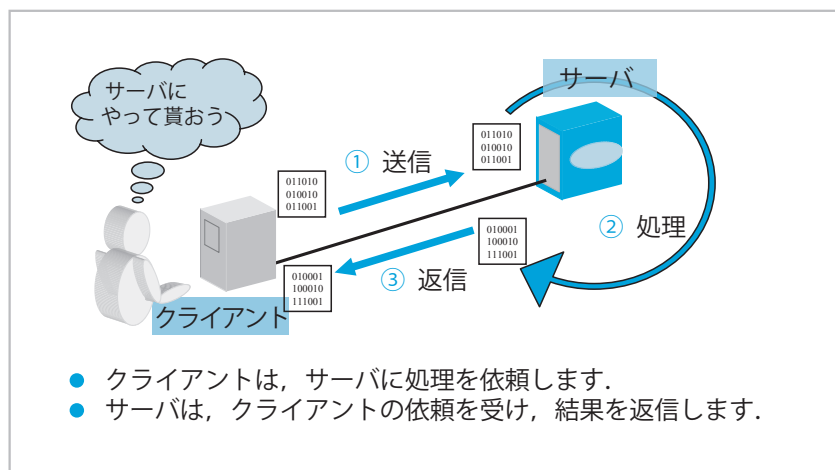 サーバに
やって貰おう
サーバ
011010
010010
011001
① 送信
011010
010010
011001
② 処理
010001
100010
111001
③ 返信
010001
100010
111001
クライアント
● クライアントは，サーバに処理を依頼します．
● サーバは，クライアントの依頼を受け，結果を返信します．